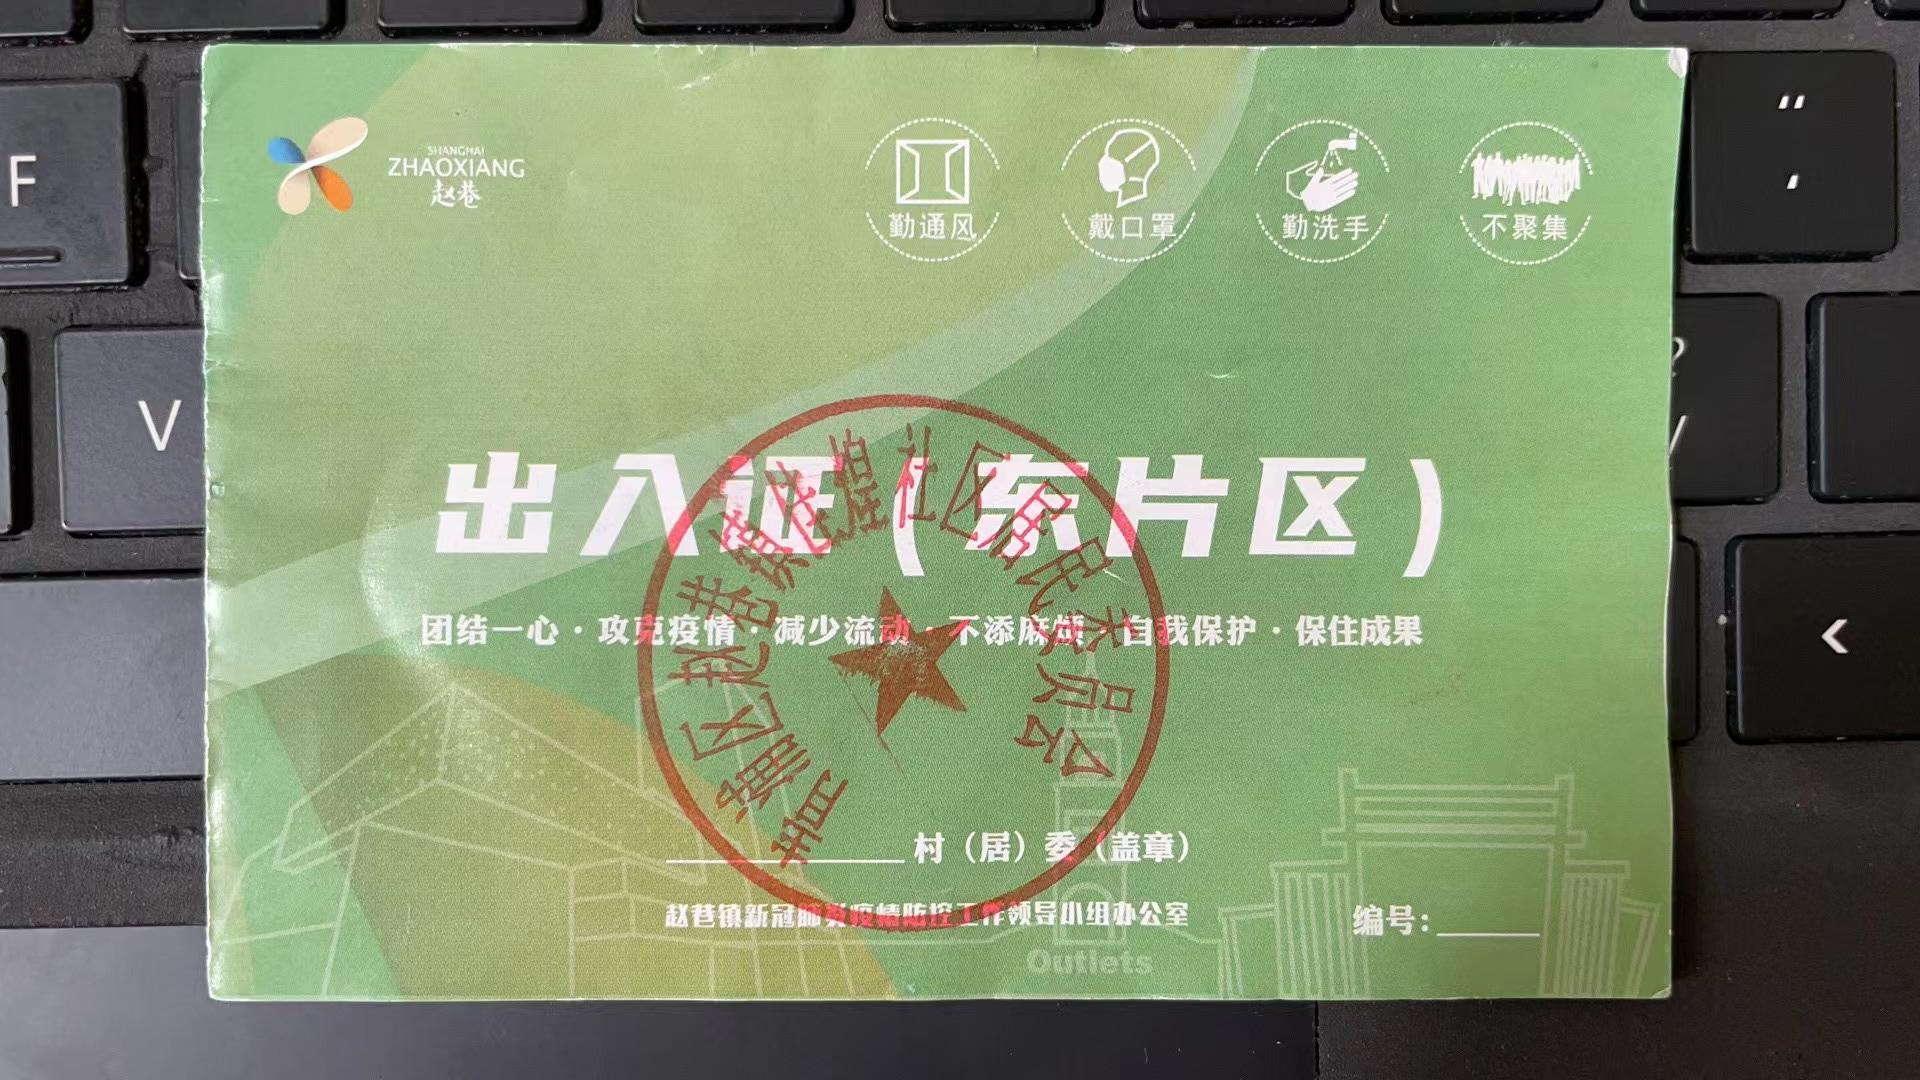 SHANGHAI
ZHAOXIANG
赵巷
勤通风 戴口罩 勤洗手 不聚集
出入证(东片区)
团结一心·攻克疫情·减少流动·不添麻烦·自我保护·保住成果
村（居）委（盖章）
赵巷镇新冠肺炎疫情防控工作领导小组办公室
编号:
Outlets
F
V
"
'
?
/
<